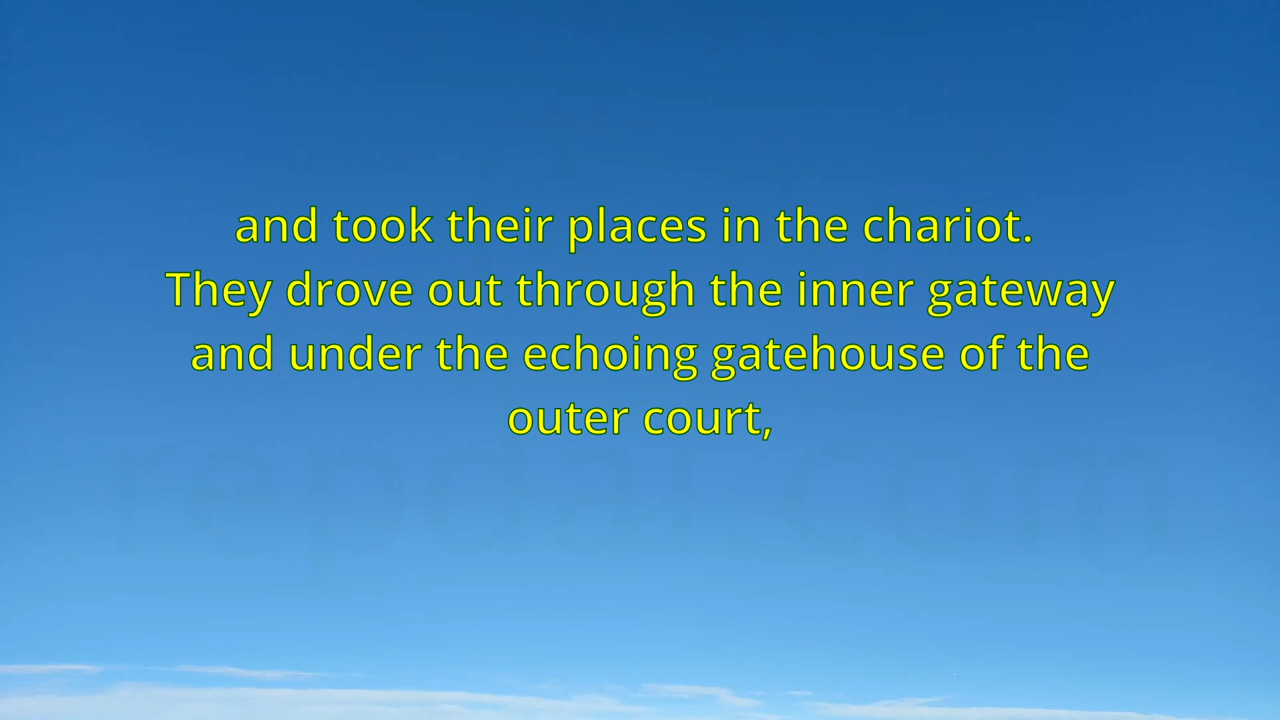 and took their places in the chariot.
They drove out through the inner gateway
and under the echoing gatehouse of the
outer court,